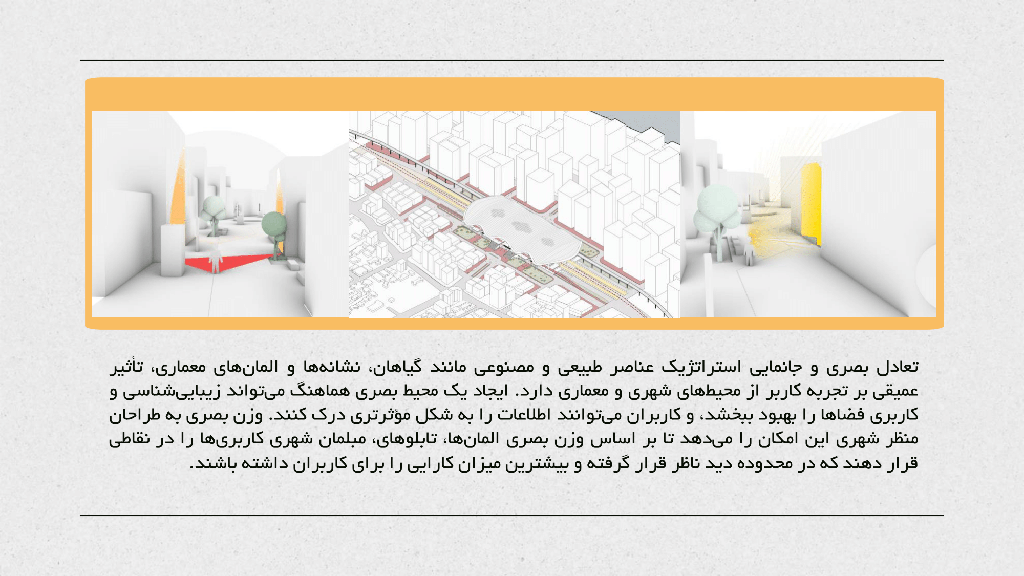 تعادل بصری و جانمایی استراتژیک عناصر طبیعی و مصنوعی مانند گیاهان، نشانه‌ها و المان‌های معماری، تأثیر
عمیقی بر تجربه کاربر از محیط‌های شهری و معماری دارد. ایجاد یک محیط بصری هماهنگ می‌تواند زیبایی‌شناسی و
کاربری فضاها را بهبود ببخشد، و کاربران می‌توانند اطلاعات را به شکل مؤثرتری درک کنند. وزن بصری به طراحان
منظر شهری این امکان را می‌دهد تا بر اساس وزن بصری المان‌ها، تابلوهای، مبلمان شهری کاربری‌ها را در نقاطی
قرار دهند که در محدوده دید ناظر قرار گرفته و بیشترین میزان کارایی را برای کاربران داشته باشند.